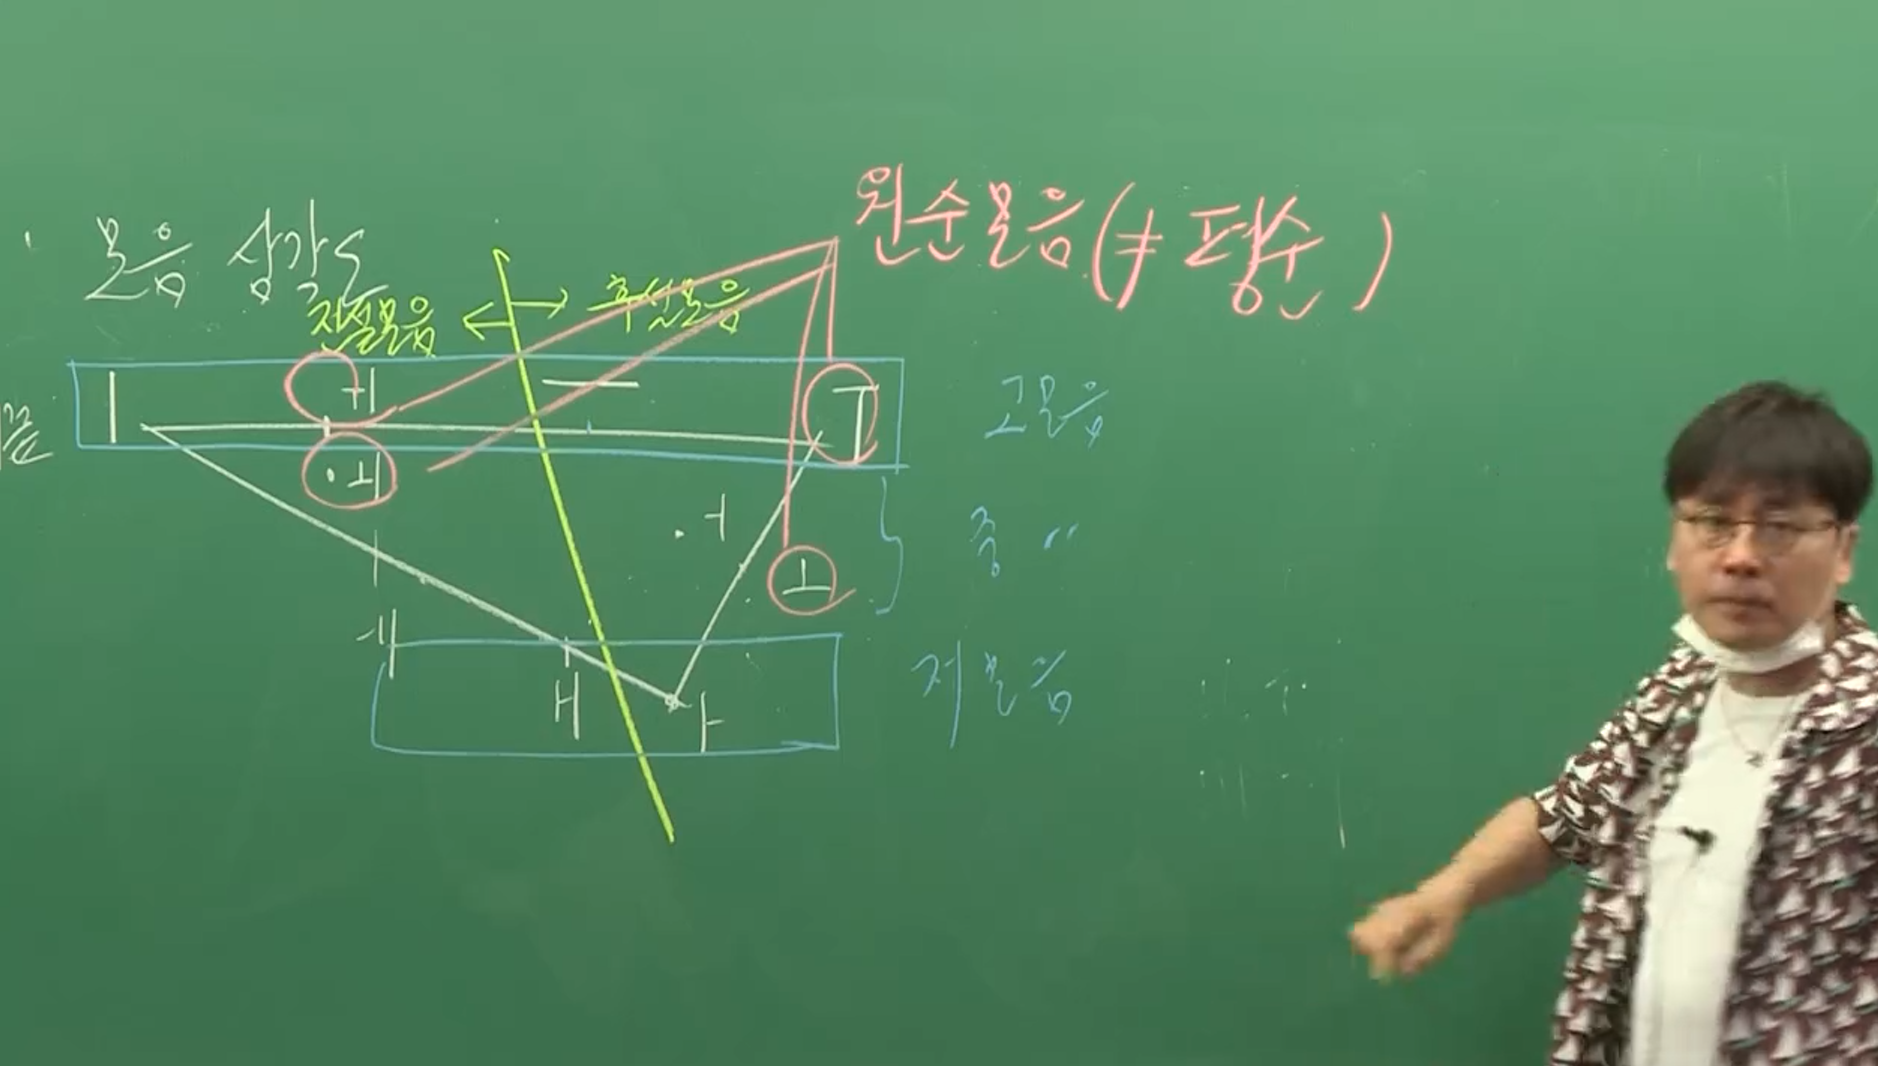 모음 삼각도
원순모음(≠ 평순)
전설모음 ← → 후설모음
ㅣ ㅟ ㅡ ㅜ 고모음
ㅚ
ㅓ 중 〃
ㅗ
ㅔ
저모음
ㅐ ㅏ